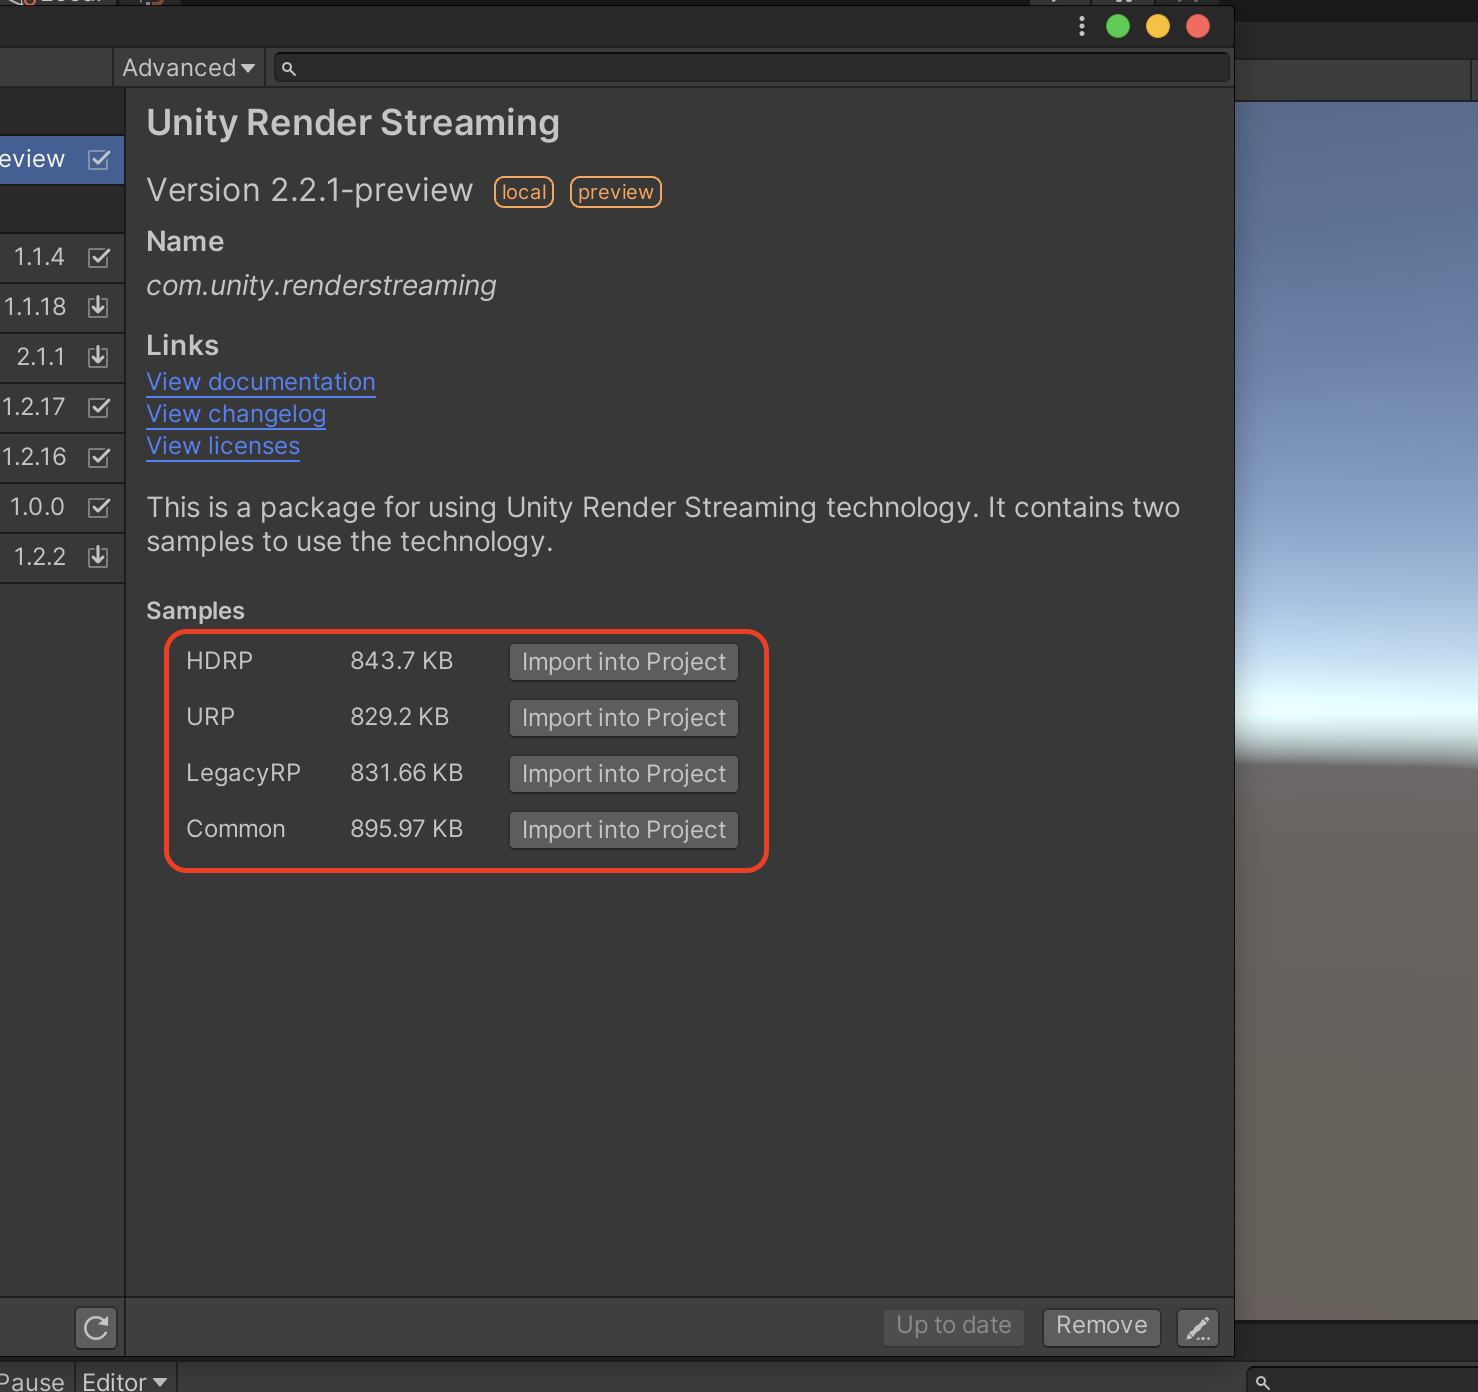 Advanced
Unity Render Streaming
eview
Version 2.2.1-preview local preview
Name
1.1.4
com.unity.renderstreaming
1.1.18
Links
2.1.1
View documentation
1.2.17
View changelog
1.2.16
View licenses
1.0.0
This is a package for using Unity Render Streaming technology. It contains two
samples to use the technology.
1.2.2
Samples
HDRP 843.7 KB Import into Project
URP 829.2 KB Import into Project
LegacyRP 831.66 KB Import into Project
Common 895.97 KB Import into Project
Up to date Remove
Pause Editor